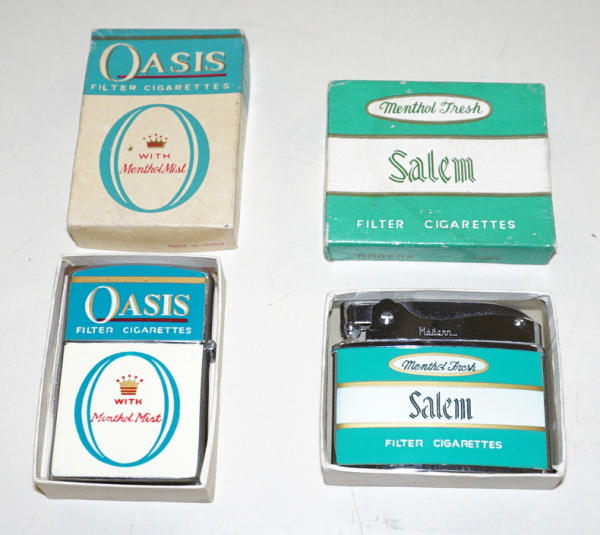 OASIS
FILTER CIGARETTES
WITH
Menthol Mist
MADE IN JAPAN
Menthol Fresh
Salem
FILTER CIGARETTES
MODERN
OASIS
FILTER CIGARETTES
WITH
Menthol Mist
Modern
Menthol Fresh
Salem
FILTER CIGARETTES